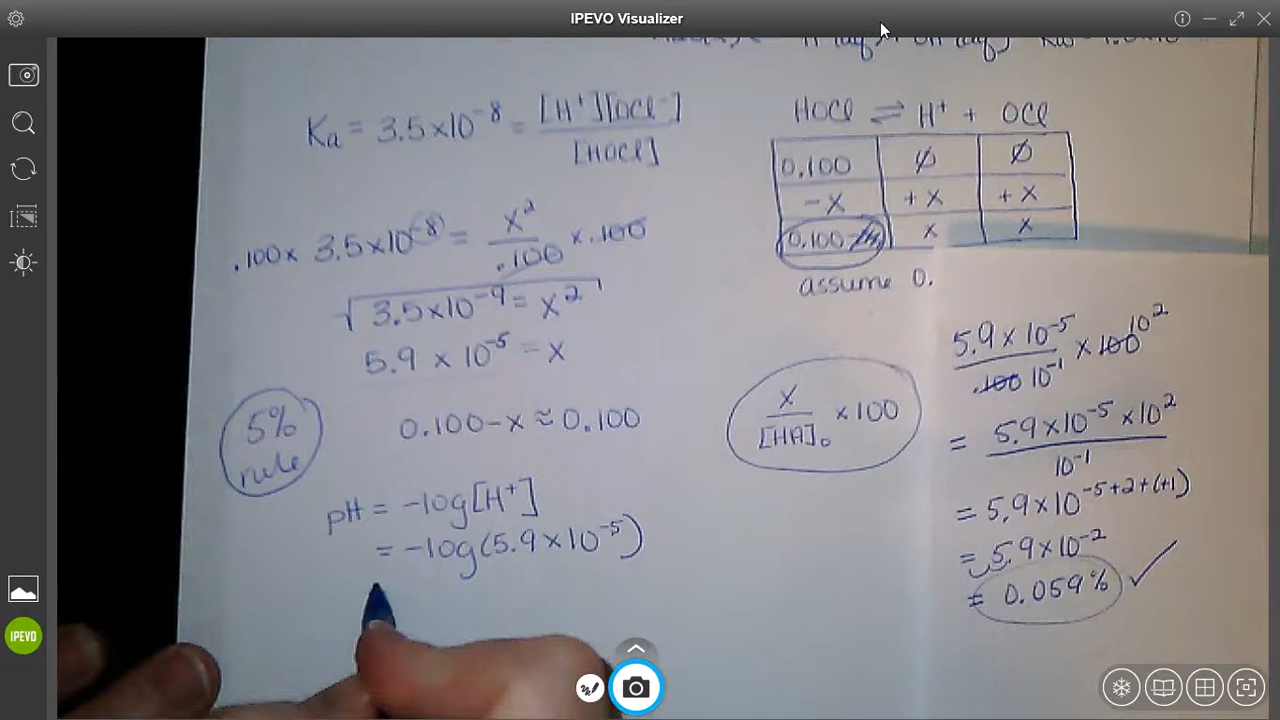 IPEVO Visualizer
Ka = 3.5×10⁻⁸ = [H⁺][OCl⁻] / [HOCl]
.100× 3.5×10⁻⁸ = x² / .100 × .100
√3.5×10⁻⁹ = x²
5.9 × 10⁻⁵ = x
5% rule
0.100-x ≈ 0.100
pH = -log[H⁺]
= -log(5.9×10⁻⁵)
HOCl ⇌ H⁺ + OCl
0.100 ∅ ∅
-x +x +x
0.100 x x
assume 0.
x / [HA]₀ ×100
5.9×10⁻⁵ / .100 10⁻¹ × 100 10²
= 5.9×10⁻⁵×10² / 10⁻¹
= 5.9×10⁻⁵⁺²⁺⁽⁺¹⁾
= 5.9×10⁻²
= 0.059% ✓
IPEVO